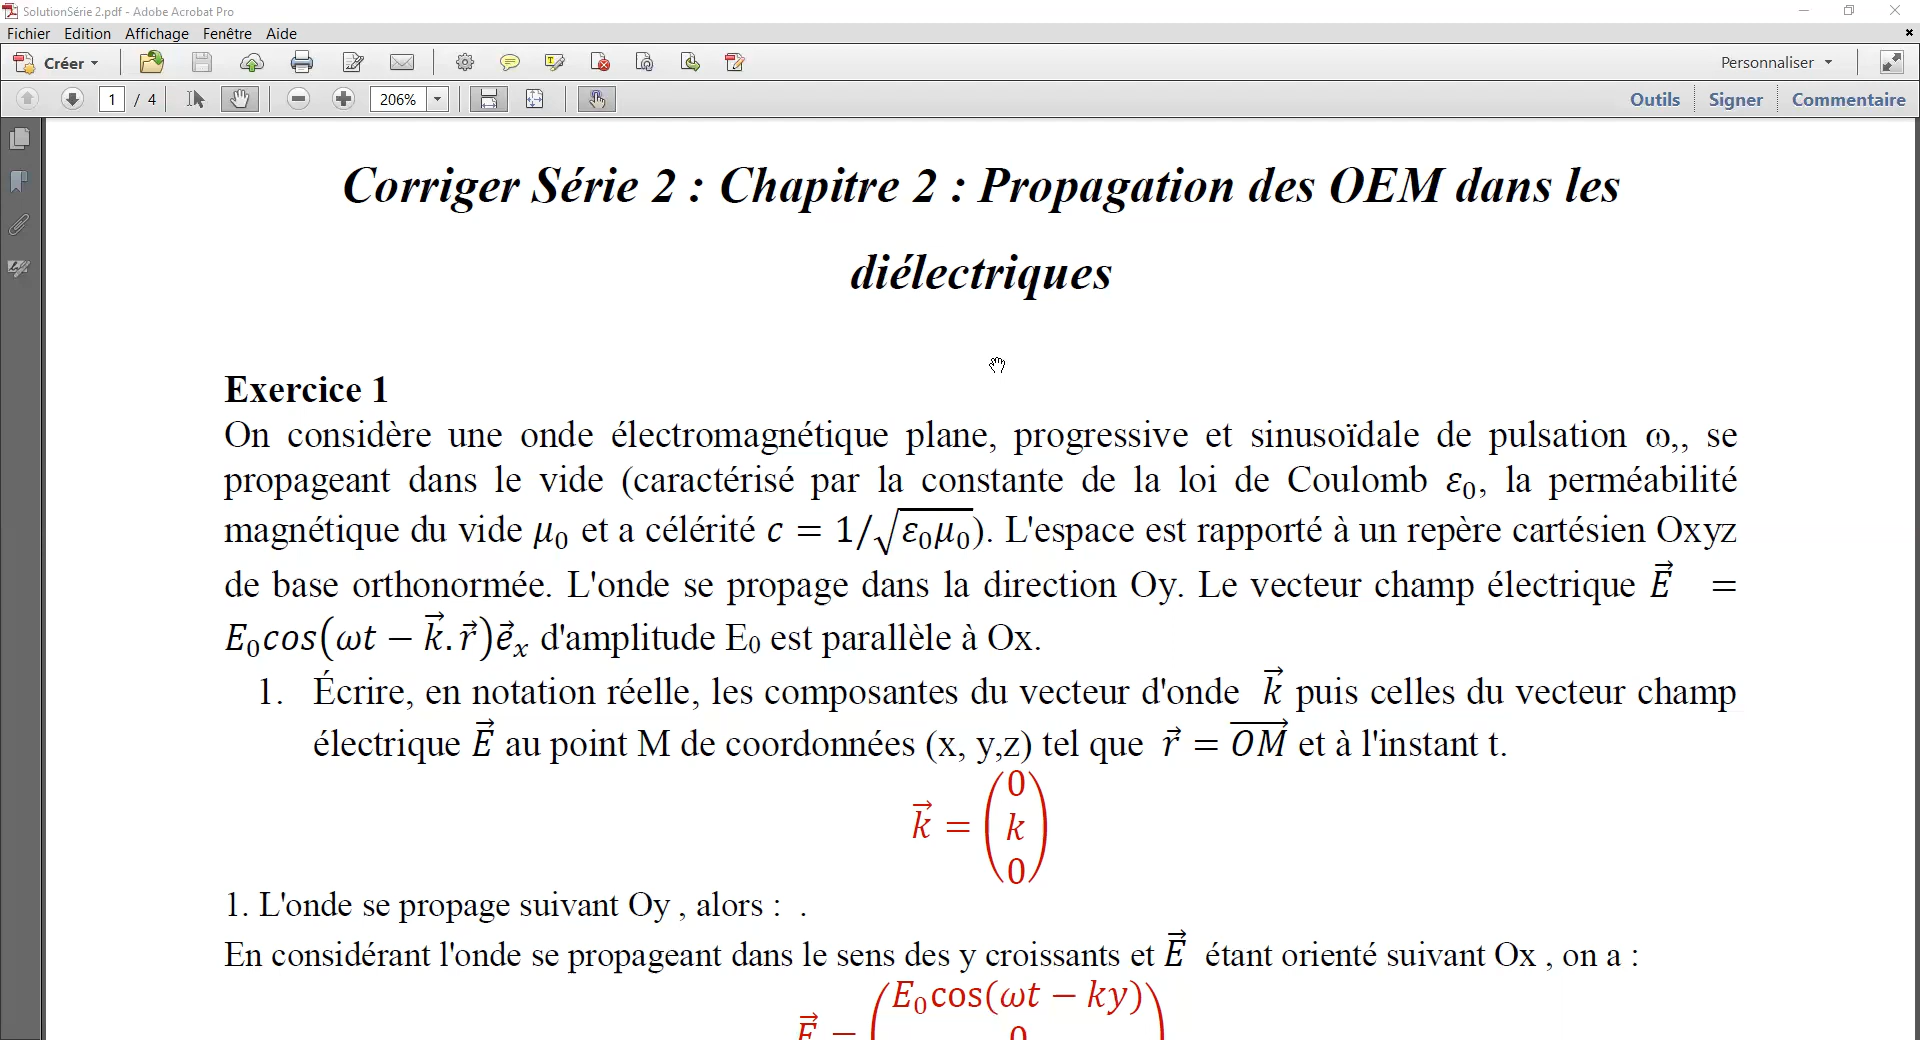 SolutionSérie 2.pdf - Adobe Acrobat Pro
Fichier Edition Affichage Fenêtre Aide
Créer Personnaliser
1 / 4 206% Outils Signer Commentaire
Corriger Série 2 : Chapitre 2 : Propagation des OEM dans les
diélectriques
Exercice 1
On considère une onde électromagnétique plane, progressive et sinusoïdale de pulsation ω,, se
propageant dans le vide (caractérisé par la constante de la loi de Coulomb ε₀, la perméabilité
magnétique du vide μ₀ et a célérité c = 1/√ε₀μ₀). L'espace est rapporté à un repère cartésien Oxyz
de base orthonormée. L'onde se propage dans la direction Oy. Le vecteur champ électrique E⃗ =
E₀cos(ωt − k⃗.r⃗)e⃗ₓ d'amplitude E₀ est parallèle à Ox.
1. Écrire, en notation réelle, les composantes du vecteur d'onde k⃗ puis celles du vecteur champ
électrique E⃗ au point M de coordonnées (x, y,z) tel que r⃗ = OM⃗ et à l'instant t.
0
k⃗ = ( k )
0
1. L'onde se propage suivant Oy , alors : .
En considérant l'onde se propageant dans le sens des y croissants et E⃗ étant orienté suivant Ox , on a :
E₀cos(ωt − ky)
E⃗ = ( 0 )